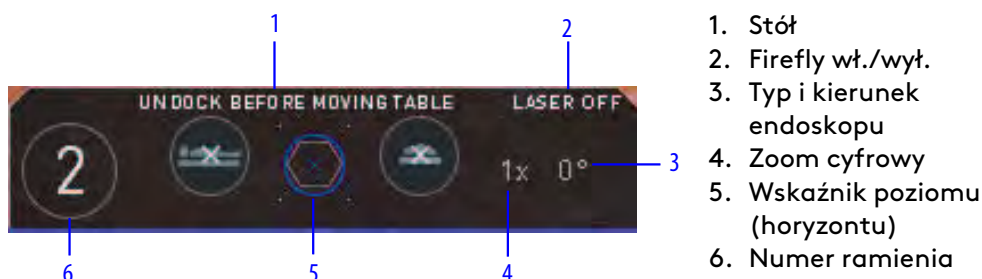 1
2
UNDOCK BEFORE MOVING TABLE
LASER OFF
2
1x
0°
3
6
5
4
1. Stół
2. Firefly wł./wył.
3. Typ i kierunek
endoskopu
4. Zoom cyfrowy
5. Wskaźnik poziomu
(horyzontu)
6. Numer ramienia